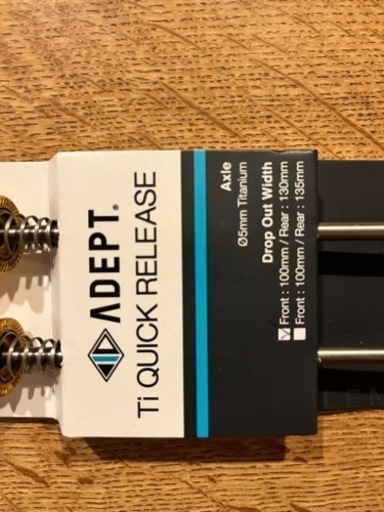 ADEPT.
Ti QUICK RELEASE
Axle
Ø5mm Titanium
Drop Out Width
Front : 100mm / Rear : 130mm
Front : 100mm / Rear : 135mm